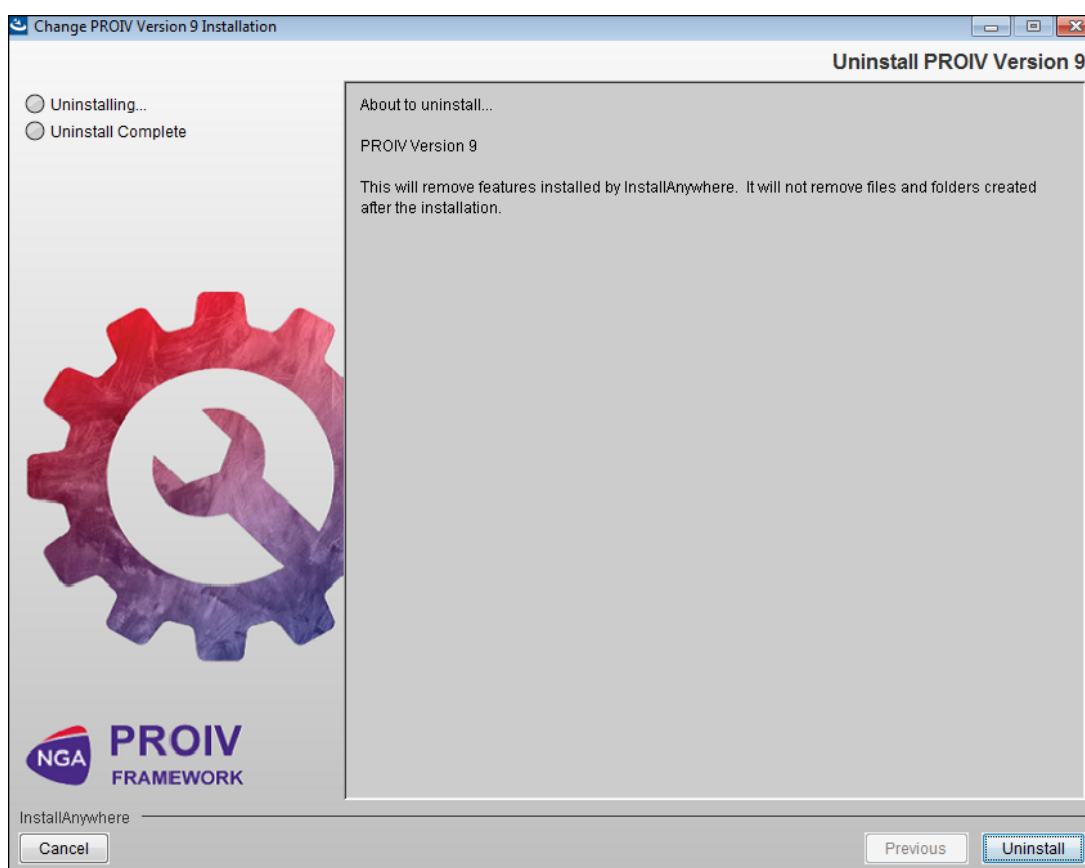 Change PROIV Version 9 Installation
Uninstall PROIV Version 9
Uninstalling...
Uninstall Complete
About to uninstall...
PROIV Version 9
This will remove features installed by InstallAnywhere. It will not remove files and folders created
after the installation.
NGA
PROIV
FRAMEWORK
InstallAnywhere
Cancel
Previous
Uninstall